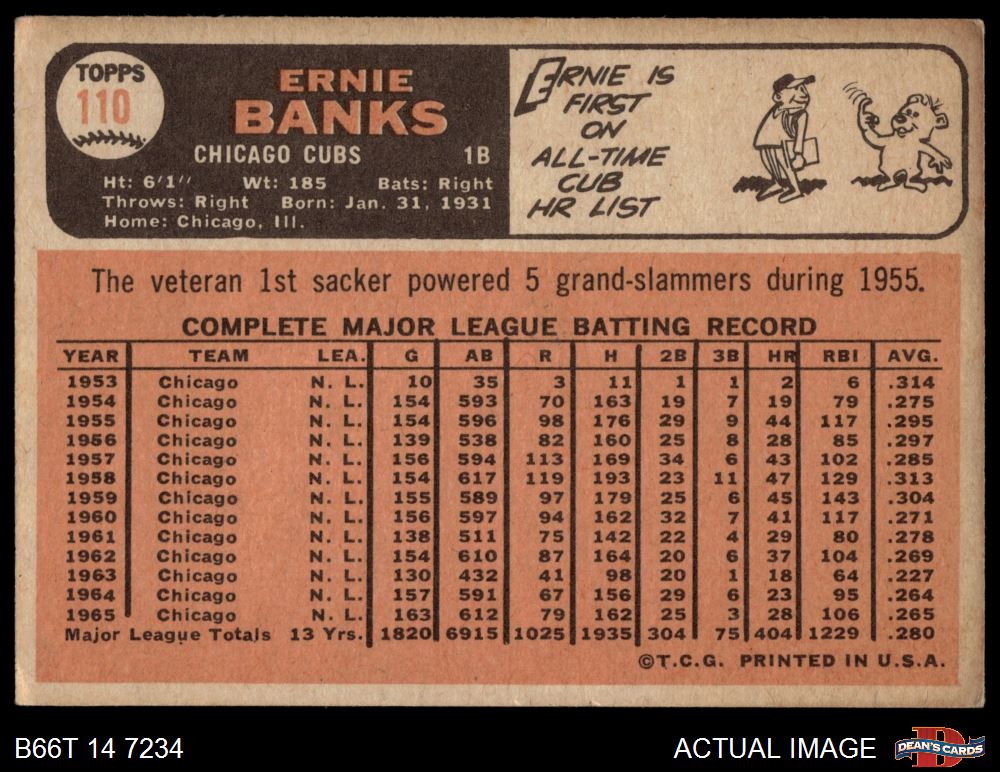 TOPPS
110
ERNIE
BANKS
CHICAGO CUBS 1B
Ht: 6'1'' Wt: 185 Bats: Right
Throws: Right Born: Jan. 31, 1931
Home: Chicago, Ill.
ERNIE IS
FIRST
ON
ALL-TIME
CUB
HR LIST
The veteran 1st sacker powered 5 grand-slammers during 1955.
COMPLETE MAJOR LEAGUE BATTING RECORD
YEAR TEAM LEA. G AB R H 2B 3B HR RBI AVG.
1953 Chicago N. L. 10 35 3 11 1 1 2 6 .314
1954 Chicago N. L. 154 593 70 163 19 7 19 79 .275
1955 Chicago N. L. 154 596 98 176 29 9 44 117 .295
1956 Chicago N. L. 139 538 82 160 25 8 28 85 .297
1957 Chicago N. L. 156 594 113 169 34 6 43 102 .285
1958 Chicago N. L. 154 617 119 193 23 11 47 129 .313
1959 Chicago N. L. 155 589 97 179 25 6 45 143 .304
1960 Chicago N. L. 156 597 94 162 32 7 41 117 .271
1961 Chicago N. L. 138 511 75 142 22 4 29 80 .278
1962 Chicago N. L. 154 610 87 164 20 6 37 104 .269
1963 Chicago N. L. 130 432 41 98 20 1 18 64 .227
1964 Chicago N. L. 157 591 67 156 29 6 23 95 .264
1965 Chicago N. L. 163 612 79 162 25 3 28 106 .265
Major League Totals 13 Yrs. 1820 6915 1025 1935 304 75 404 1229 .280
©T.C.G. PRINTED IN U.S.A.
B66T 14 7234
ACTUAL IMAGE
D
DEAN'S CARDS